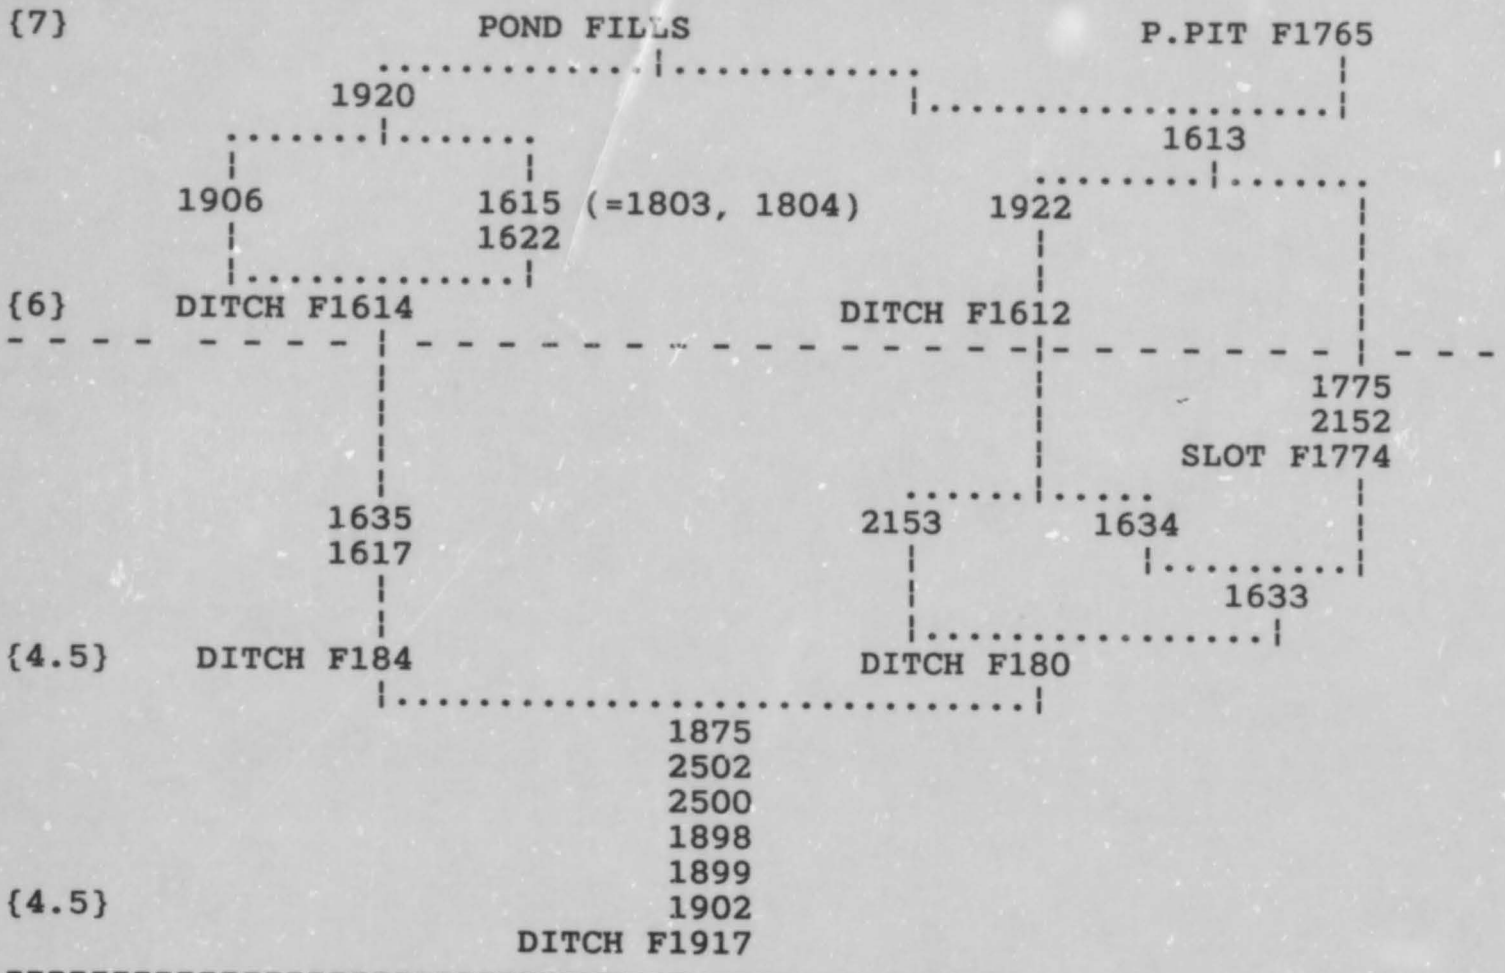 {7} POND FILLS P.PIT F1765
1920
1613
1906 1615 (=1803, 1804) 1922
1622
{6} DITCH F1614 DITCH F1612
1775
2152
SLOT F1774
1635 2153 1634
1617
1633
{4.5} DITCH F184 DITCH F180
1875
2502
2500
1898
1899
{4.5} 1902
DITCH F1917